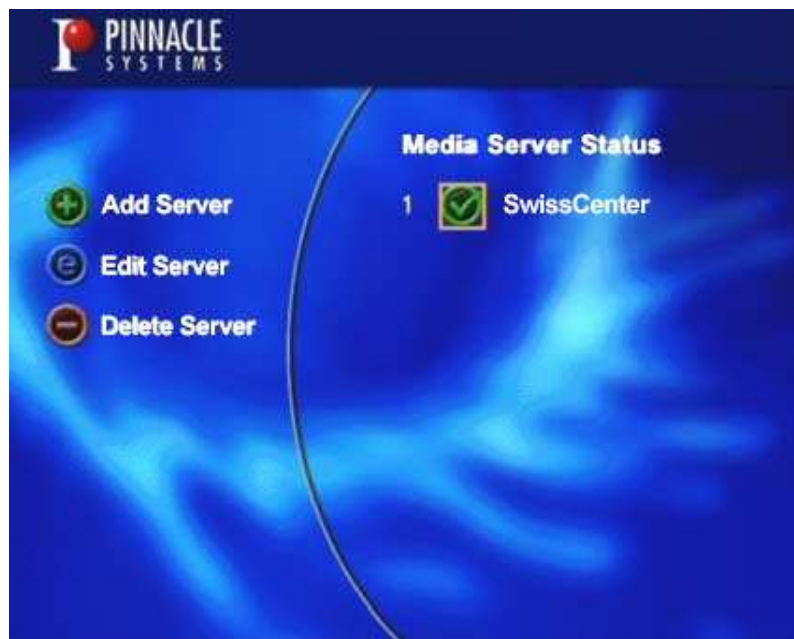 PINNACLE
SYSTEMS
Add Server
Edit Server
Delete Server
Media Server Status
1 SwissCenter